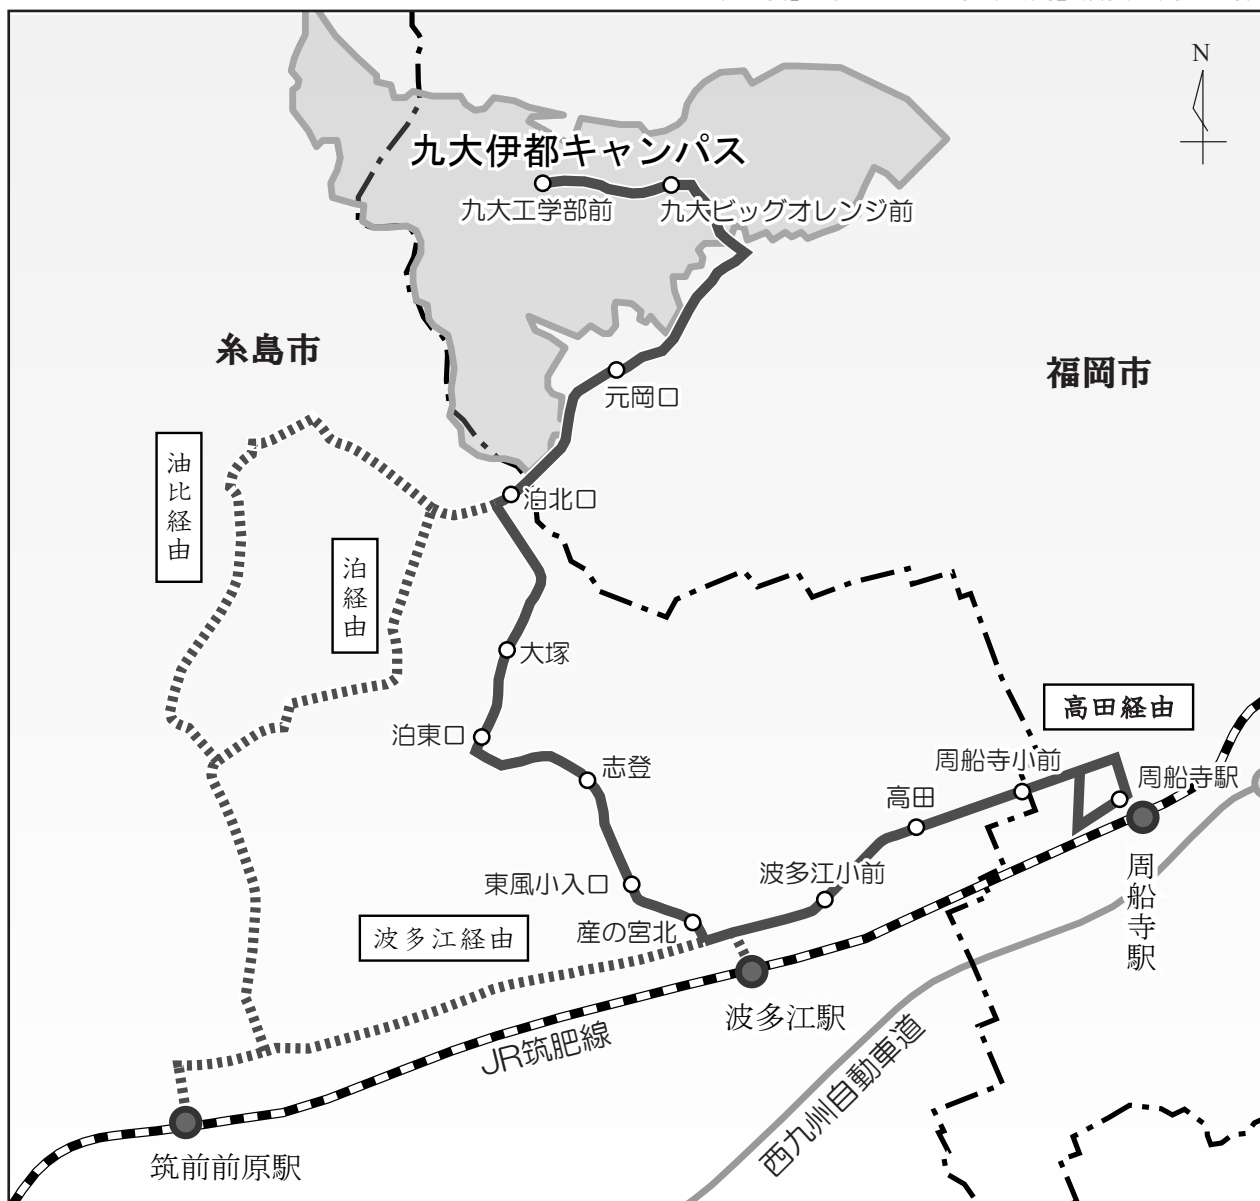 N
九大伊都キャンパス
九大工学部前
九大ビッグオレンジ前
糸島市
福岡市
元岡口
油比経由
泊北口
泊経由
大塚
高田経由
泊東口
志登
周船寺小前
周船寺駅
高田
東風小入口
波多江小前
周船寺駅
産の宮北
波多江経由
波多江駅
JR筑肥線
西九州自動車道
筑前前原駅